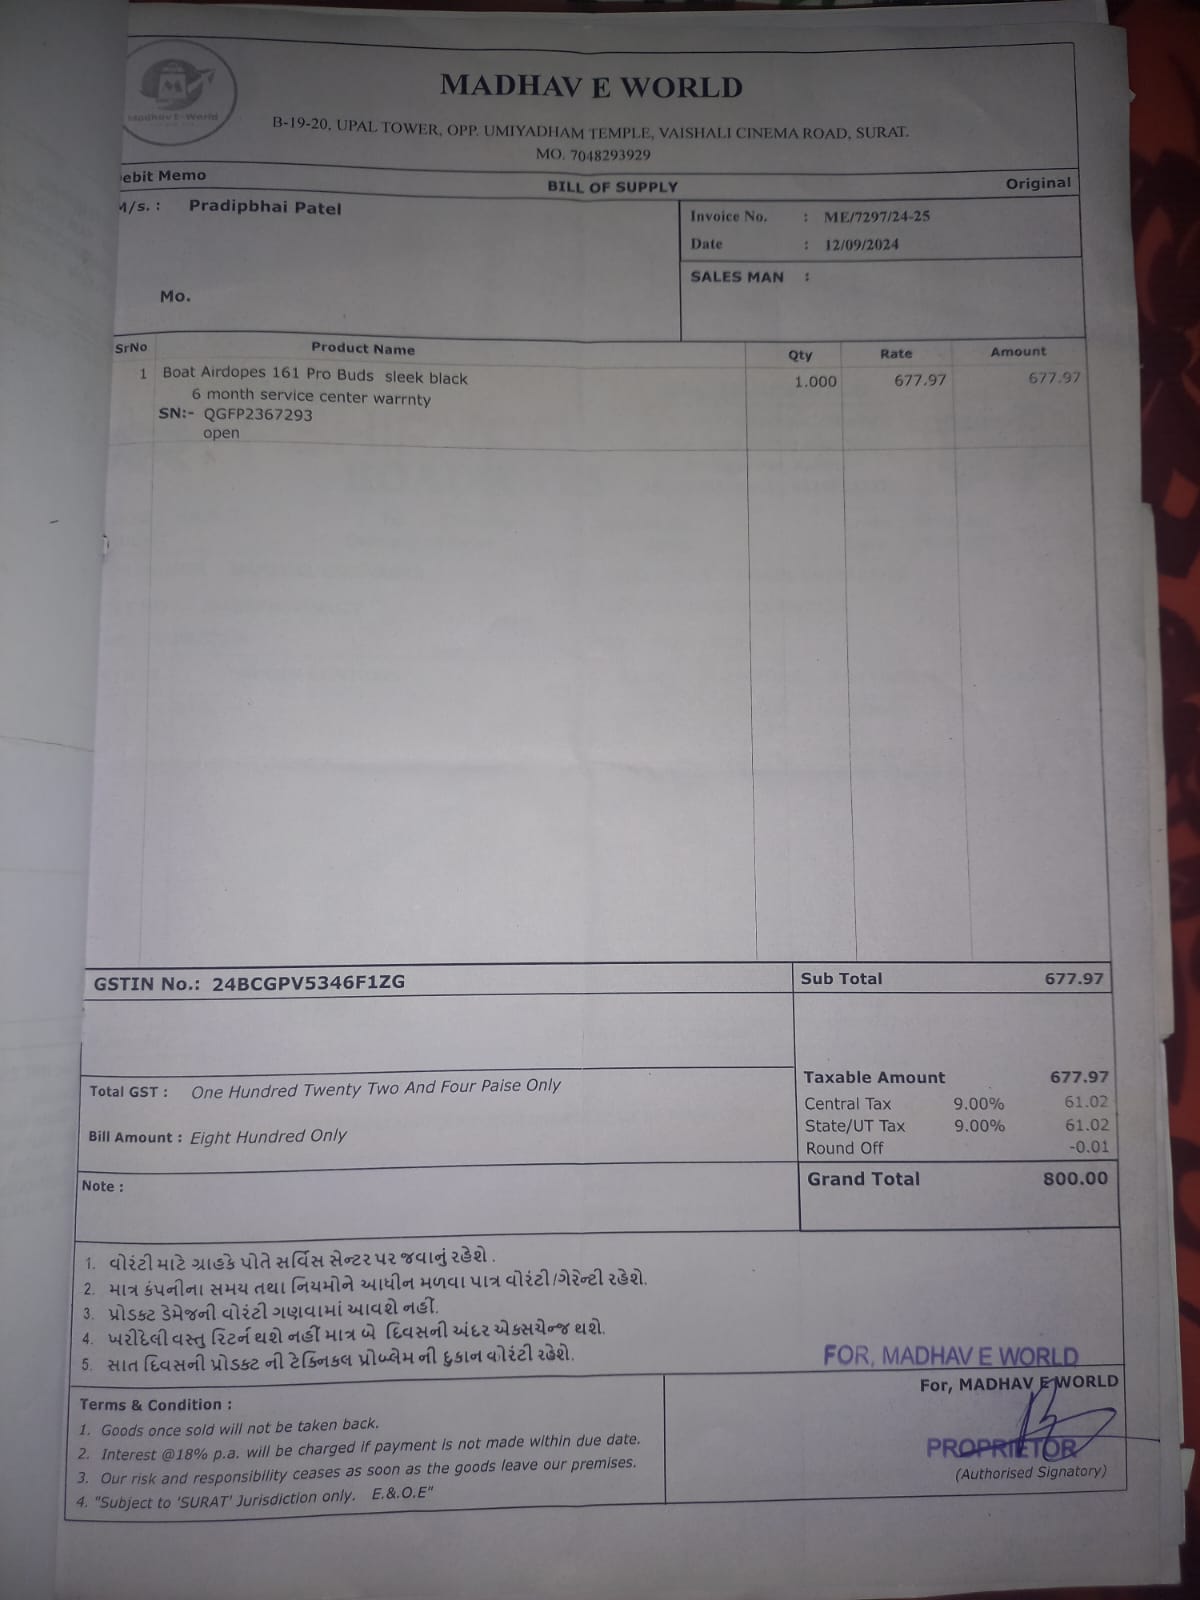 Madhav E-World
MADHAV E WORLD
B-19-20, UPAL TOWER, OPP. UMIYADHAM TEMPLE, VAISHALI CINEMA ROAD, SURAT.
MO. 7048293929
ebit Memo BILL OF SUPPLY Original
M/s. : Pradipbhai Patel
Invoice No. : ME/7297/24-25
Date : 12/09/2024
SALES MAN :
Mo.
SrNo Product Name Qty Rate Amount
1 Boat Airdopes 161 Pro Buds sleek black 1.000 677.97 677.97
6 month service center warrnty
SN:- QGFP2367293
open
GSTIN No.: 24BCGPV5346F1ZG Sub Total 677.97
Total GST : One Hundred Twenty Two And Four Paise Only
Bill Amount : Eight Hundred Only
Taxable Amount 677.97
Central Tax 9.00% 61.02
State/UT Tax 9.00% 61.02
Round Off -0.01
Note :
Grand Total 800.00
1. વોરંટી માટે ગ્રાહકે પોતે સર્વિસ સેન્ટર પર જવાનું રહેશે .
2. માત્ર કંપનીના સમય તથા નિયમોને આધીન મળવા પાત્ર વોરંટી/ગેરેન્ટી રહેશે.
3. પ્રોડકટ ડેમેજની વોરંટી ગણવામાં આવશે નહીં.
4. ખરીદેલી વસ્તુ રિટર્ન થશે નહીં માત્ર બે દિવસની અંદર એક્સચેન્જ થશે.
5. સાત દિવસની પ્રોડકટ ની ટેક્નિકલ પ્રોબ્લેમ ની દુકાન વોરંટી રહેશે.
FOR, MADHAV E WORLD
For, MADHAV E WORLD
PROPRIETOR
(Authorised Signatory)
Terms & Condition :
1. Goods once sold will not be taken back.
2. Interest @18% p.a. will be charged if payment is not made within due date.
3. Our risk and responsibility ceases as soon as the goods leave our premises.
4. "Subject to 'SURAT' Jurisdiction only. E.&.O.E"